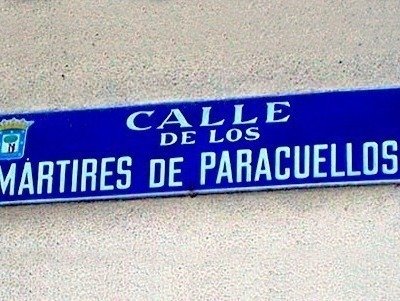 CALLE
DE LOS
MÁRTIRES DE PARACUELLOS